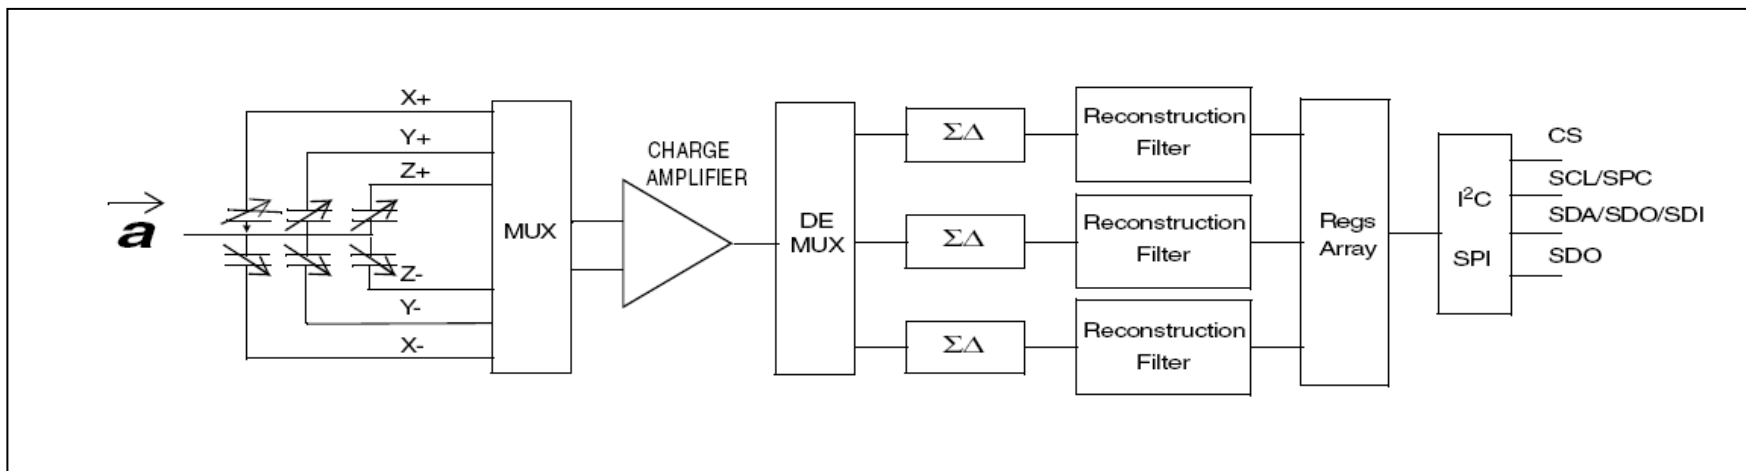 X+
Y+
Z+
a
Z-
Y-
X-
MUX
CHARGE
AMPLIFIER
DE
MUX
ΣΔ
ΣΔ
ΣΔ
Reconstruction
Filter
Reconstruction
Filter
Reconstruction
Filter
Regs
Array
I²C
SPI
CS
SCL/SPC
SDA/SDO/SDI
SDO